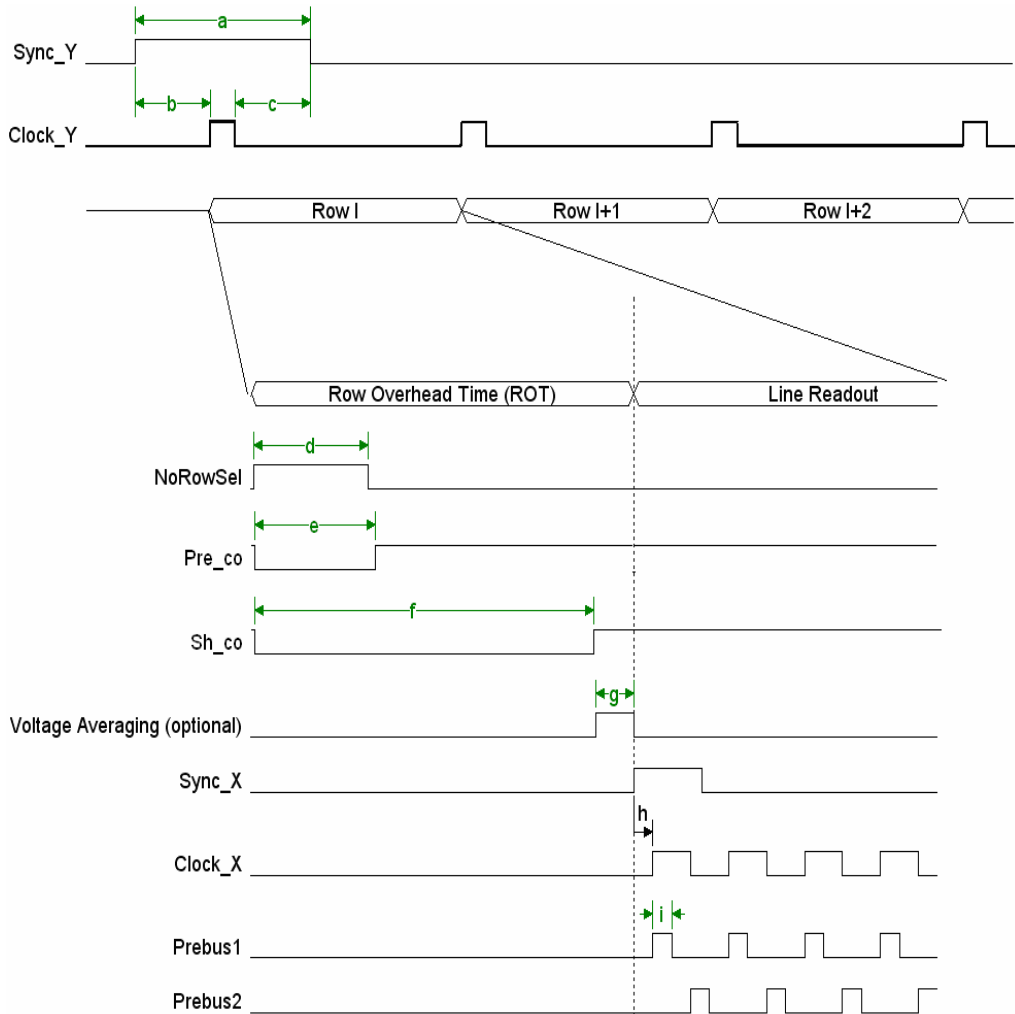 a
Sync_Y
b c
Clock_Y
Row l Row l+1 Row l+2
Row Overhead Time (ROT) Line Readout
d
NoRowSel
e
Pre_co
f
Sh_co
g
Voltage Averaging (optional)
Sync_X
h
Clock_X
i
Prebus1
Prebus2